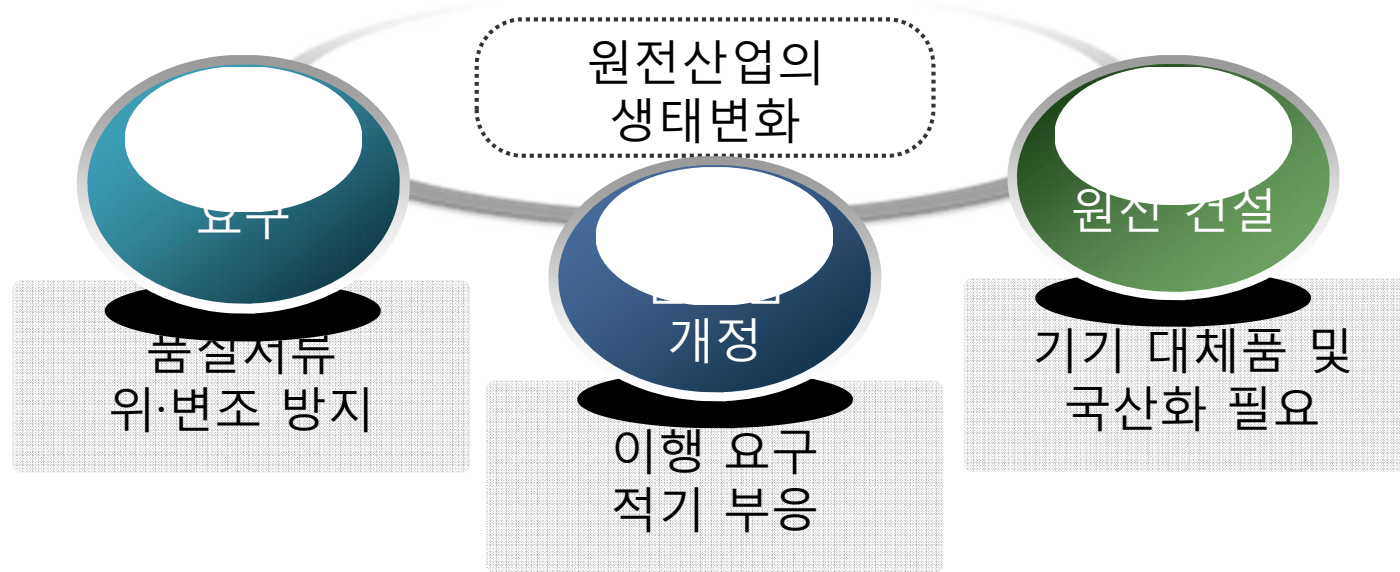 원전산업의
생태변화
요구
품질서류
위·변조 방지
개정
이행 요구
적기 부응
원전 건설
기기 대체품 및
국산화 필요